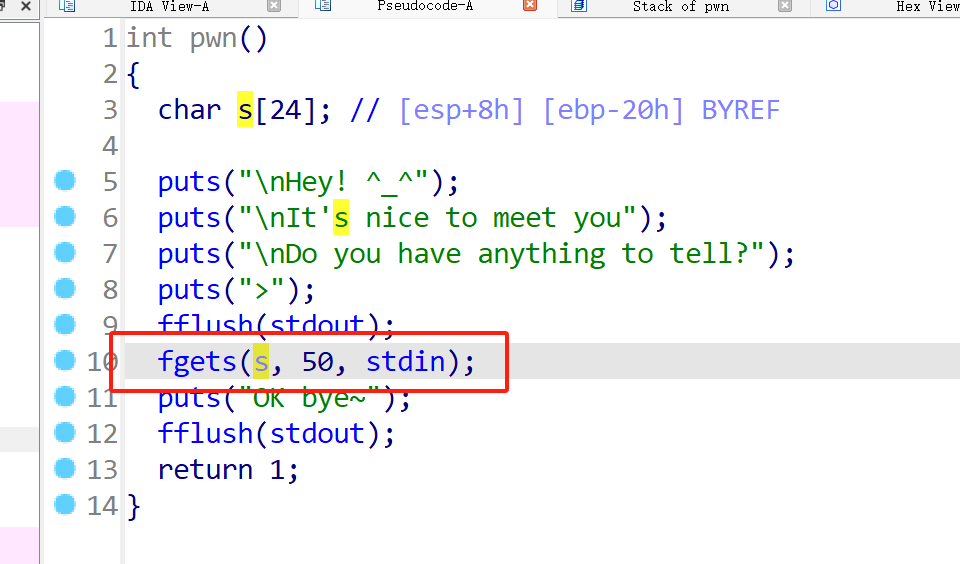 IDA View-A Pseudocode-A Stack of pwn Hex View
1 int pwn()
2 {
3 char s[24]; // [esp+8h] [ebp-20h] BYREF
4
5 puts("\nHey! ^_^");
6 puts("\nIt's nice to meet you");
7 puts("\nDo you have anything to tell?");
8 puts(">");
9 fflush(stdout);
10 fgets(s, 50, stdin);
11 puts("OK bye~");
12 fflush(stdout);
13 return 1;
14 }